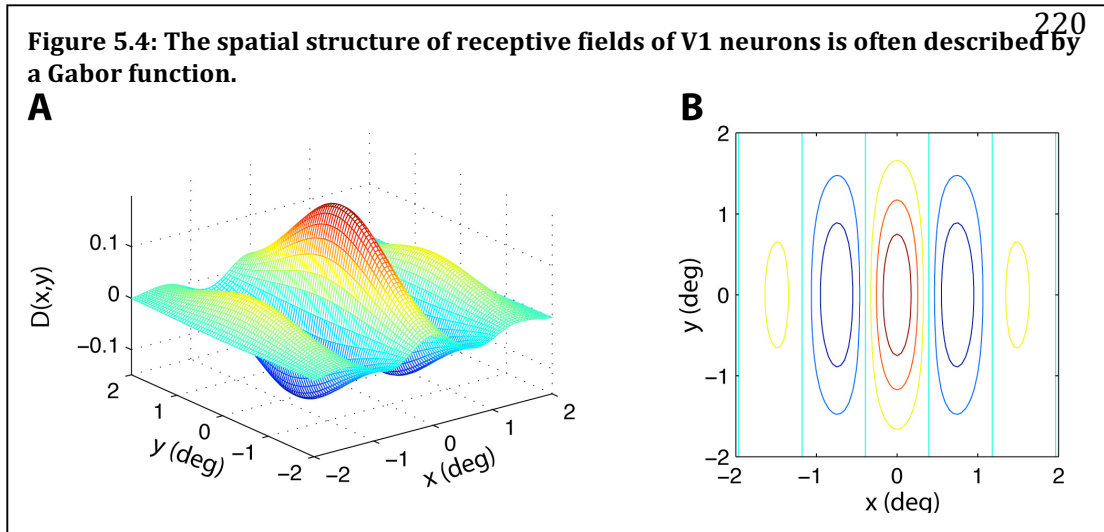 220
Figure 5.4: The spatial structure of receptive fields of V1 neurons is often described by
a Gabor function.
A
0.1
0
−0.1
D(x,y)
2
1
0
−1
−2
y (deg)
−2
−1
0
1
2
x (deg)
B
2
1
0
−1
−2
y (deg)
−2
−1
0
1
2
x (deg)